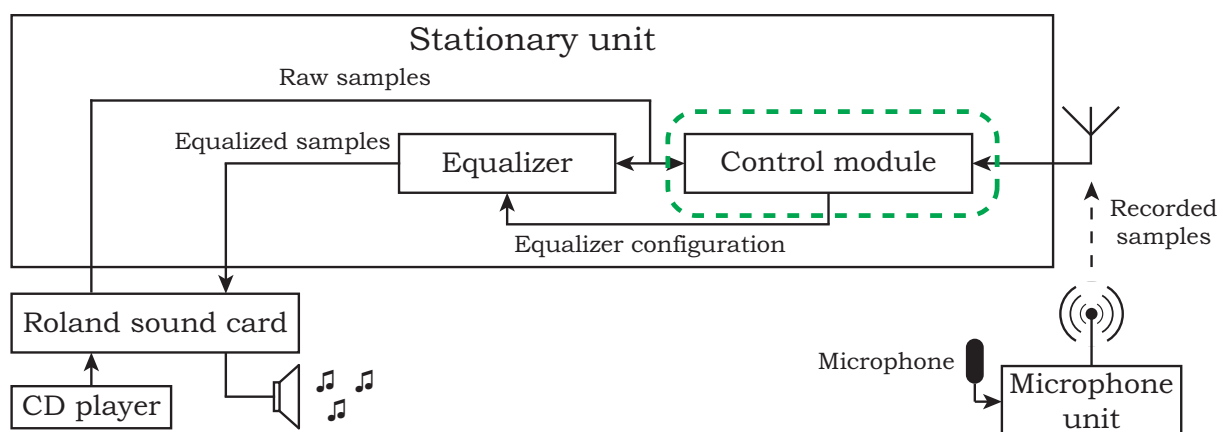 Stationary unit
Raw samples
Equalized samples
Equalizer
Control module
Equalizer configuration
Recorded
samples
Roland sound card
Microphone
CD player
Microphone
unit